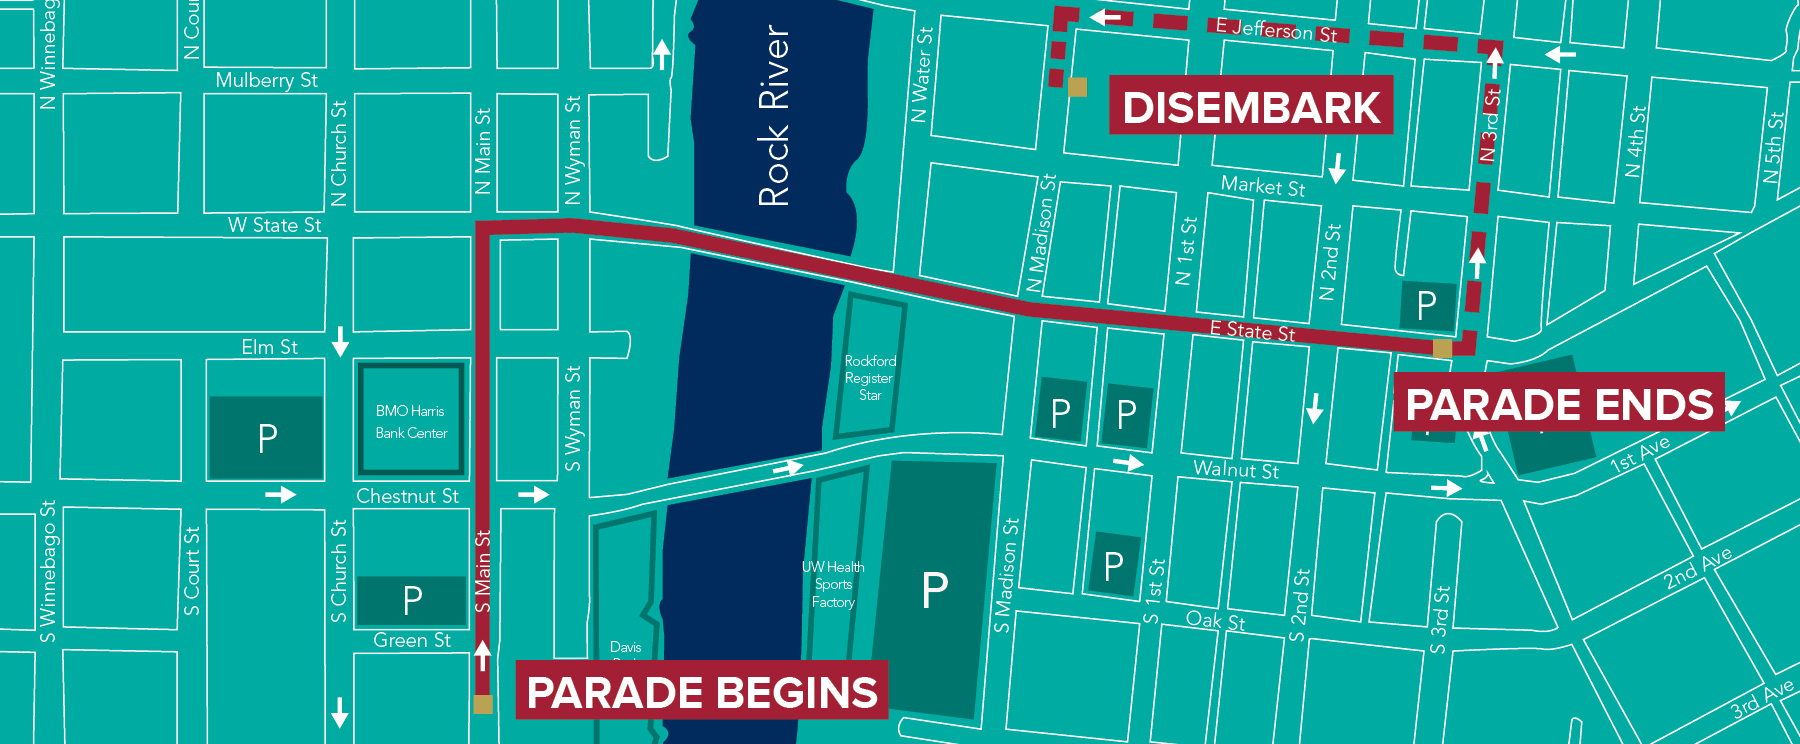 N Winnebago
N Cou
Mulberry St
N Church St
N Main St
N Wyman St
Rock River
N Water St
E Jefferson St
DISEMBARK
N 3rd St
N 4th St
N 5th St
Market St
W State St
N Madison St
N 1st St
N 2nd St
P
E State St
Elm St
Rockford
Register
Star
BMO Harris
Bank Center
P
P
P
PARADE ENDS
S Wyman St
1st Ave
Walnut St
Chestnut St
S Winnebago St
S Court St
S Church St
S Main St
P
Green St
UW Health
Sports
Factory
P
S Madison St
P
S 1st St
Oak St
S 2nd St
S 3rd St
2nd Ave
3rd Ave
Davis
PARADE BEGINS